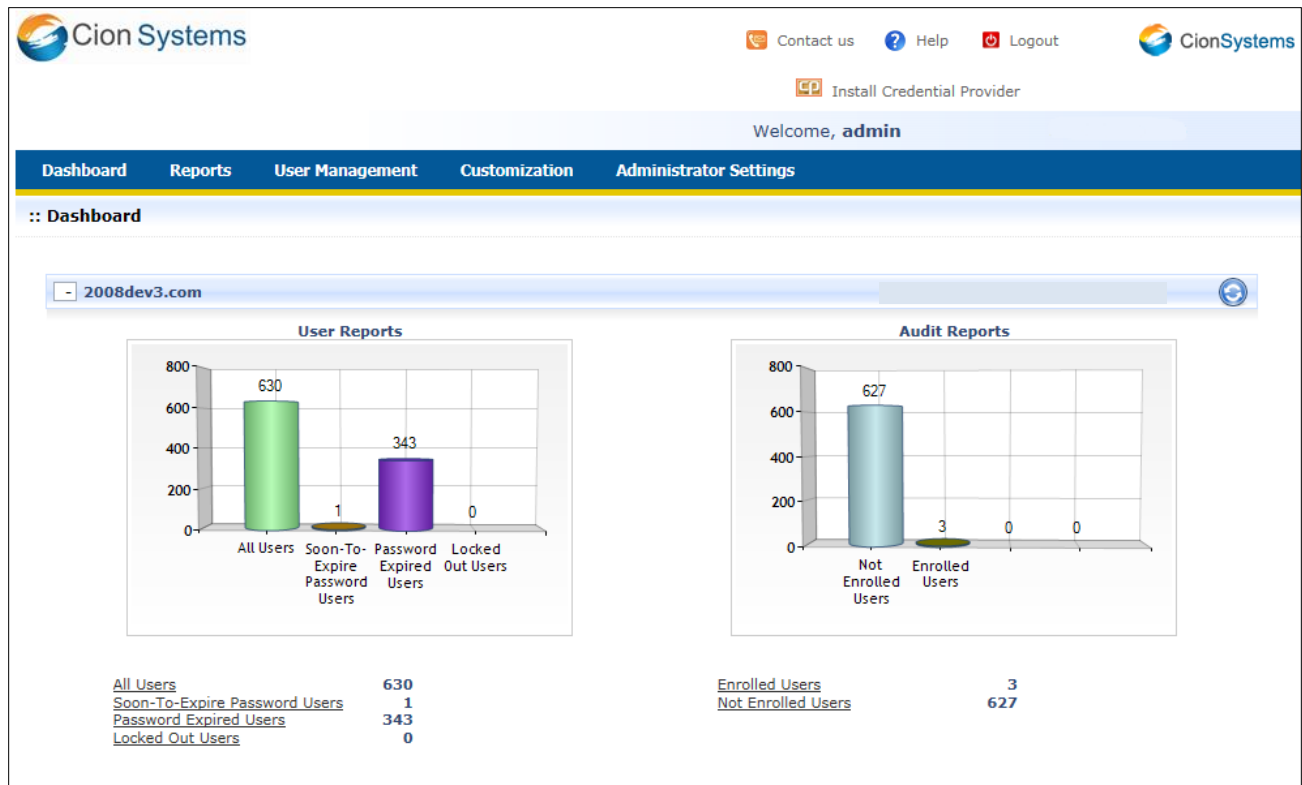 Cion Systems
Contact us Help Logout CionSystems
CP Install Credential Provider
Welcome, admin
Dashboard Reports User Management Customization Administrator Settings
:: Dashboard
- 2008dev3.com
User Reports
800
600
400
200
0
630
1
343
0
All Users
Soon-To-
Expire
Password
Users
Password
Expired
Users
Locked
Out Users
Audit Reports
800
600
400
200
0
627
3
0
0
Not
Enrolled
Users
Enrolled
Users
All Users 630
Soon-To-Expire Password Users 1
Password Expired Users 343
Locked Out Users 0
Enrolled Users 3
Not Enrolled Users 627